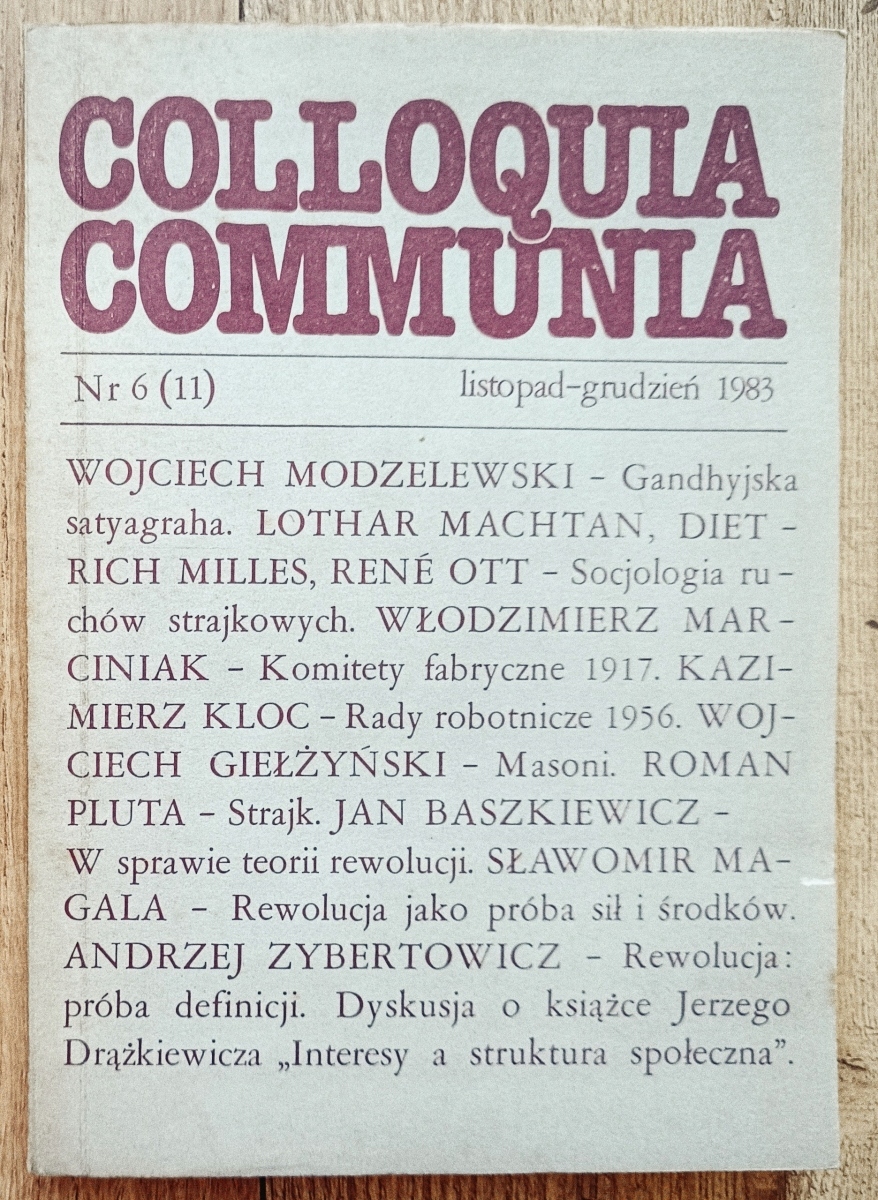 COLLOQUIA
COMMUNIA
Nr 6 (11) listopad-grudzień 1983
WOJCIECH MODZELEWSKI – Gandhyjska
satyagraha. LOTHAR MACHTAN, DIET-
RICH MILLES, RENÉ OTT – Socjologia ru-
chów strajkowych. WŁODZIMIERZ MAR-
CINIAK – Komitety fabryczne 1917. KAZI-
MIERZ KLOC – Rady robotnicze 1956. WOJ-
CIECH GIEŁŻYŃSKI – Masoni. ROMAN
PLUTA – Strajk. JAN BASZKIEWICZ –
W sprawie teorii rewolucji. SŁAWOMIR MA-
GALA – Rewolucja jako próba sił i środków.
ANDRZEJ ZYBERTOWICZ – Rewolucja:
próba definicji. Dyskusja o książce Jerzego
Drążkiewicza „Interesy a struktura społeczna”.